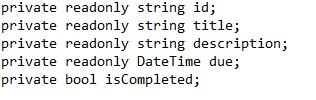 private readonly string id;
private readonly string title;
private readonly string description;
private readonly DateTime due;
private bool isCompleted;